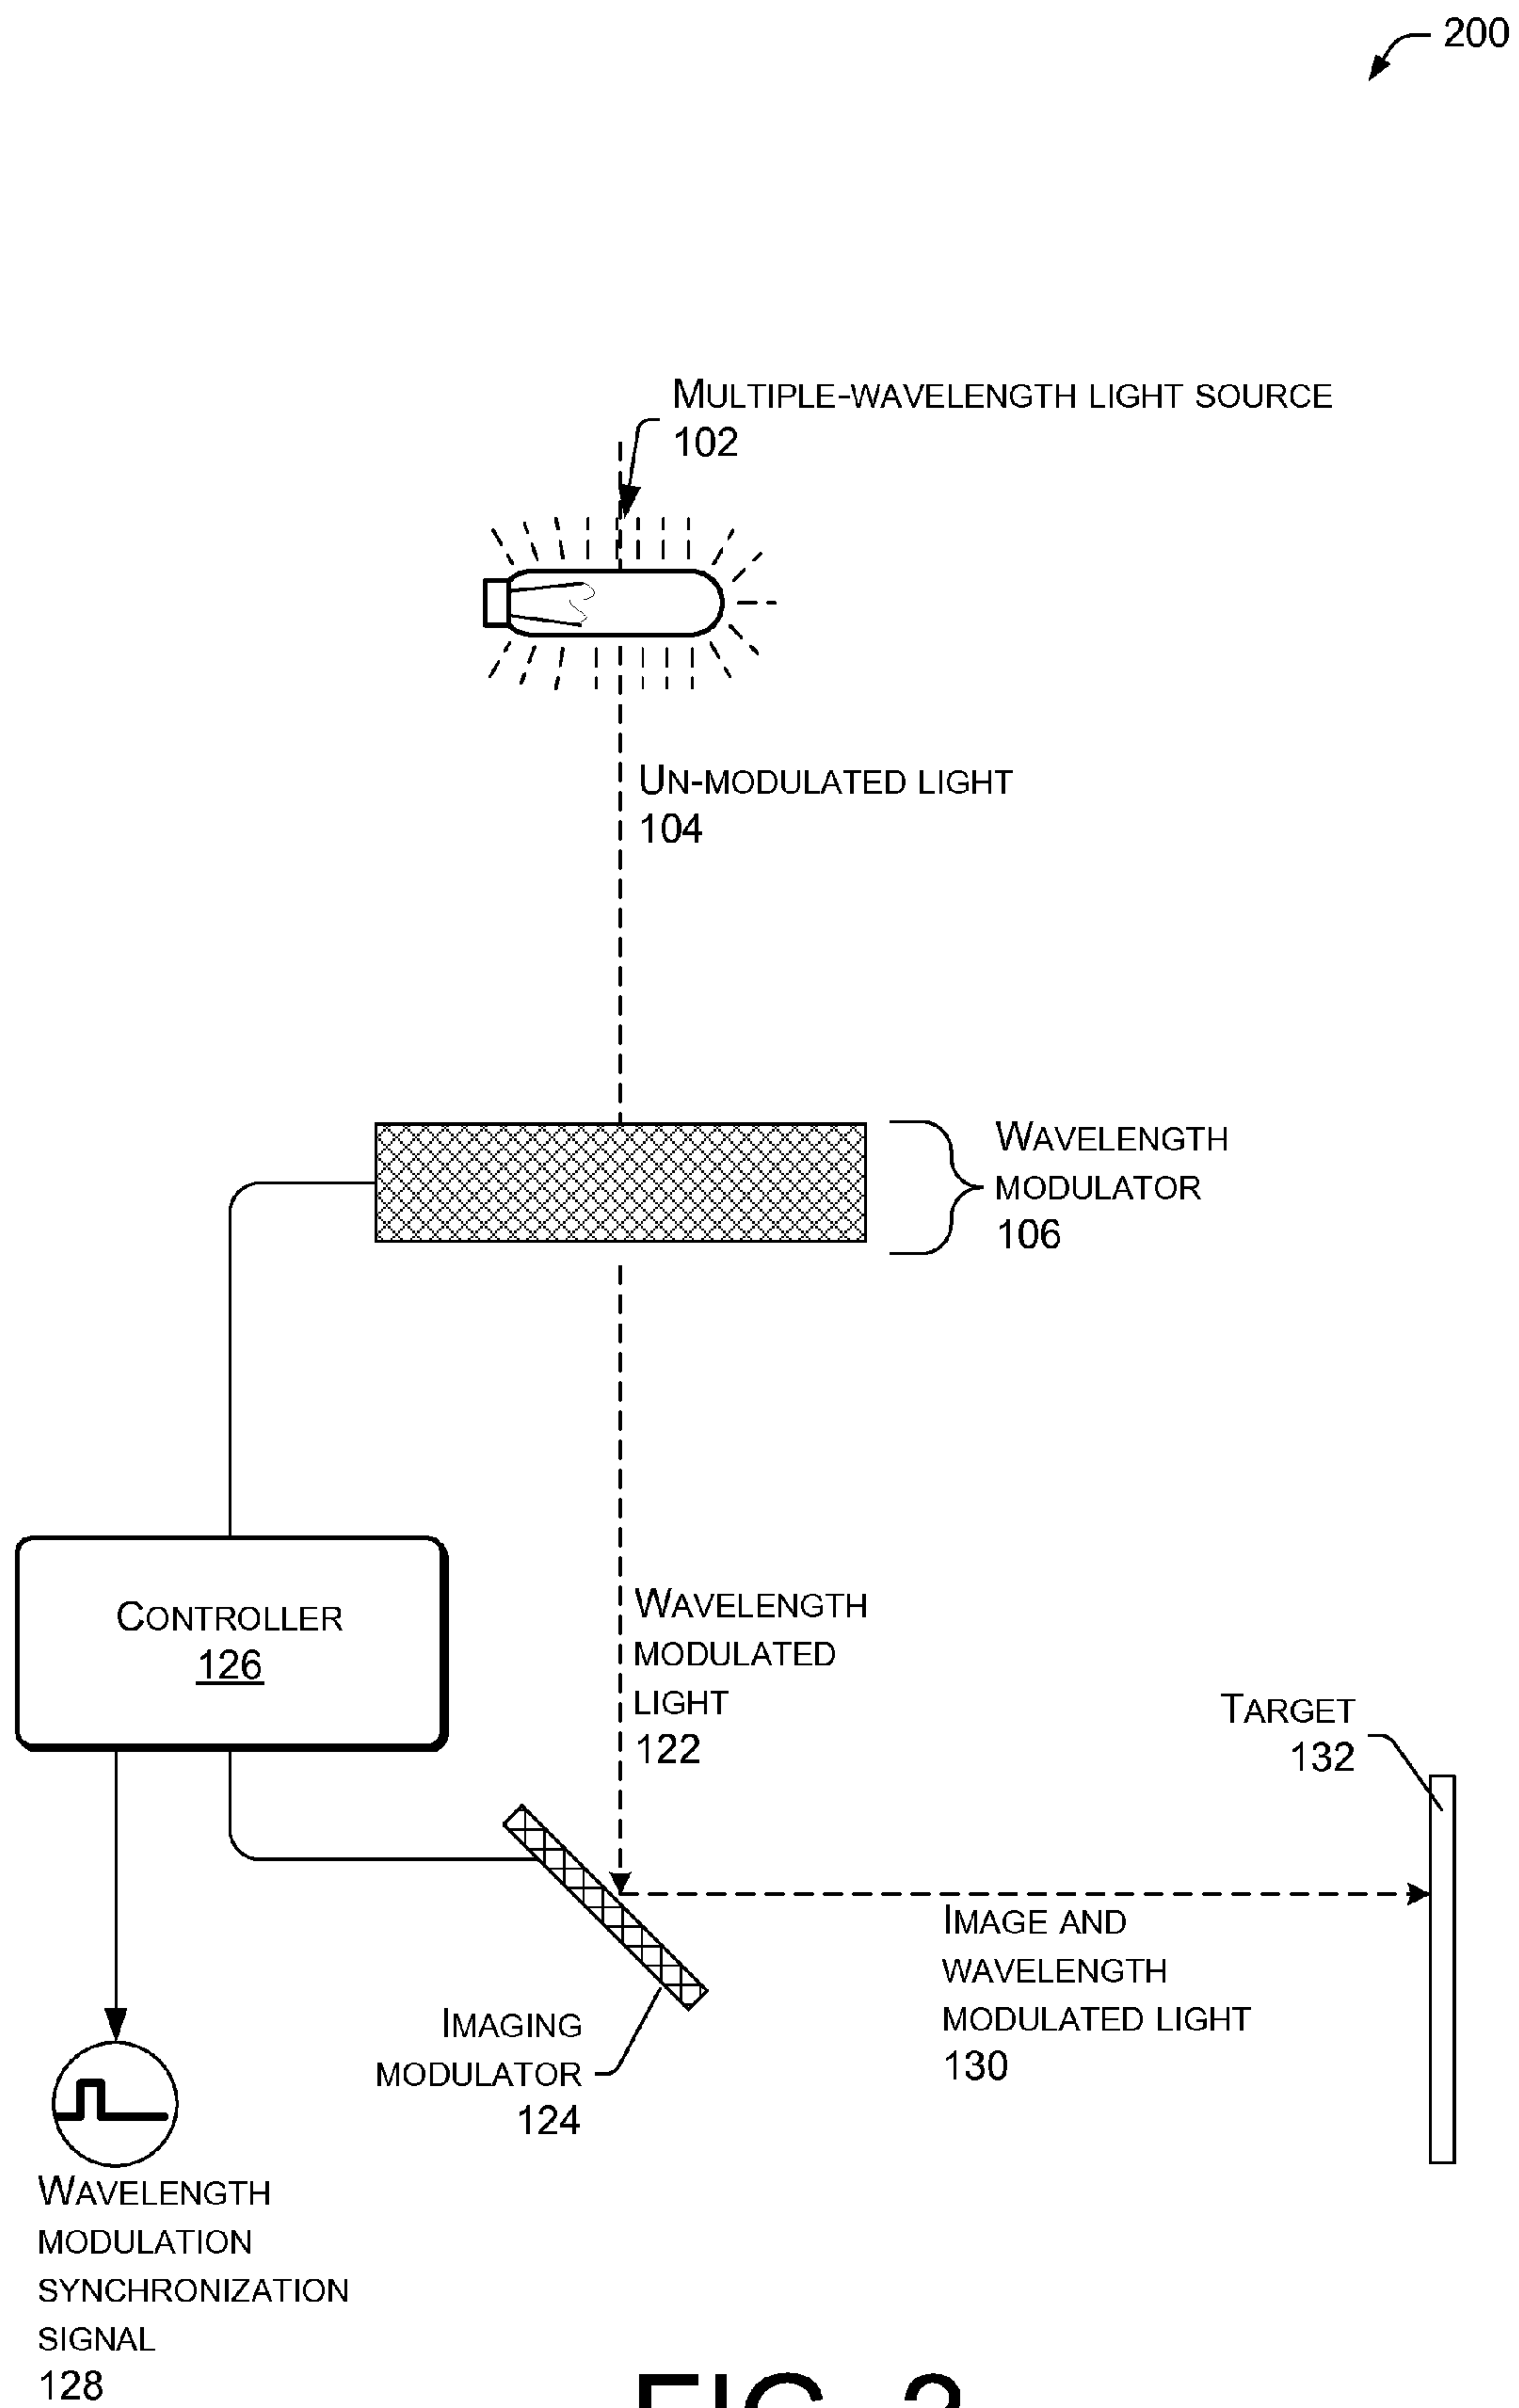 200
MULTIPLE-WAVELENGTH LIGHT SOURCE
102
UN-MODULATED LIGHT
104
WAVELENGTH
MODULATOR
106
CONTROLLER
126
WAVELENGTH
MODULATED
LIGHT
122
TARGET
132
IMAGE AND
WAVELENGTH
MODULATED LIGHT
130
IMAGING
MODULATOR
124
WAVELENGTH
MODULATION
SYNCHRONIZATION
SIGNAL
128